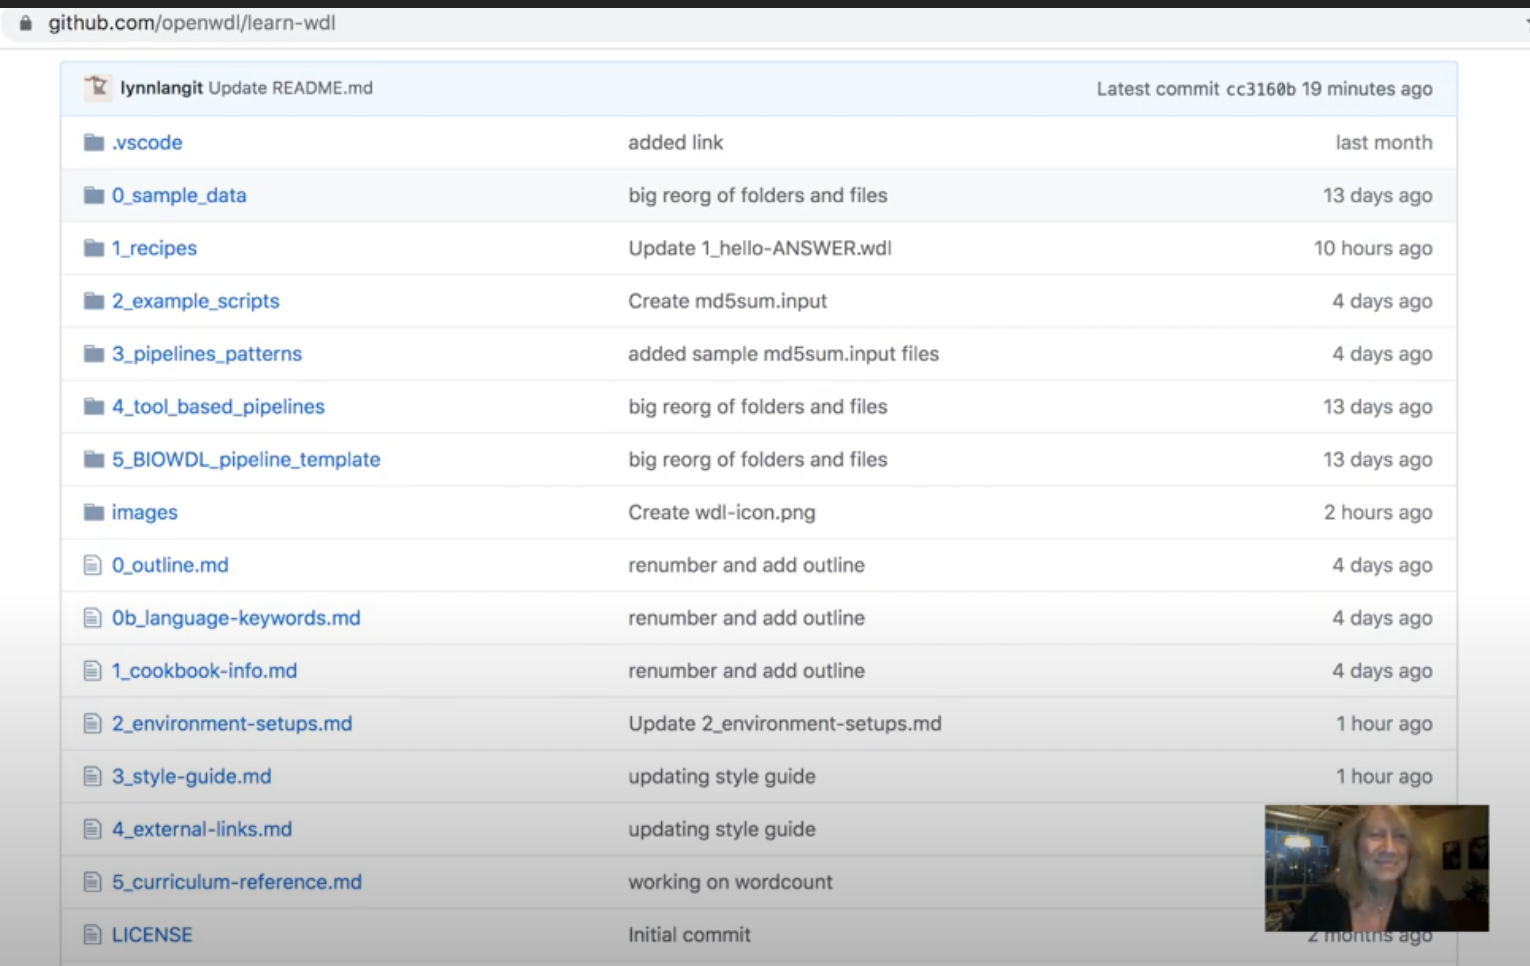 github.com/openwdl/learn-wdl
lynnlangit Update README.md Latest commit cc3160b 19 minutes ago
.vscode added link last month
0_sample_data big reorg of folders and files 13 days ago
1_recipes Update 1_hello-ANSWER.wdl 10 hours ago
2_example_scripts Create md5sum.input 4 days ago
3_pipelines_patterns added sample md5sum.input files 4 days ago
4_tool_based_pipelines big reorg of folders and files 13 days ago
5_BIOWDL_pipeline_template big reorg of folders and files 13 days ago
images Create wdl-icon.png 2 hours ago
0_outline.md renumber and add outline 4 days ago
0b_language-keywords.md renumber and add outline 4 days ago
1_cookbook-info.md renumber and add outline 4 days ago
2_environment-setups.md Update 2_environment-setups.md 1 hour ago
3_style-guide.md updating style guide 1 hour ago
4_external-links.md updating style guide
5_curriculum-reference.md working on wordcount
LICENSE Initial commit 2 months ago